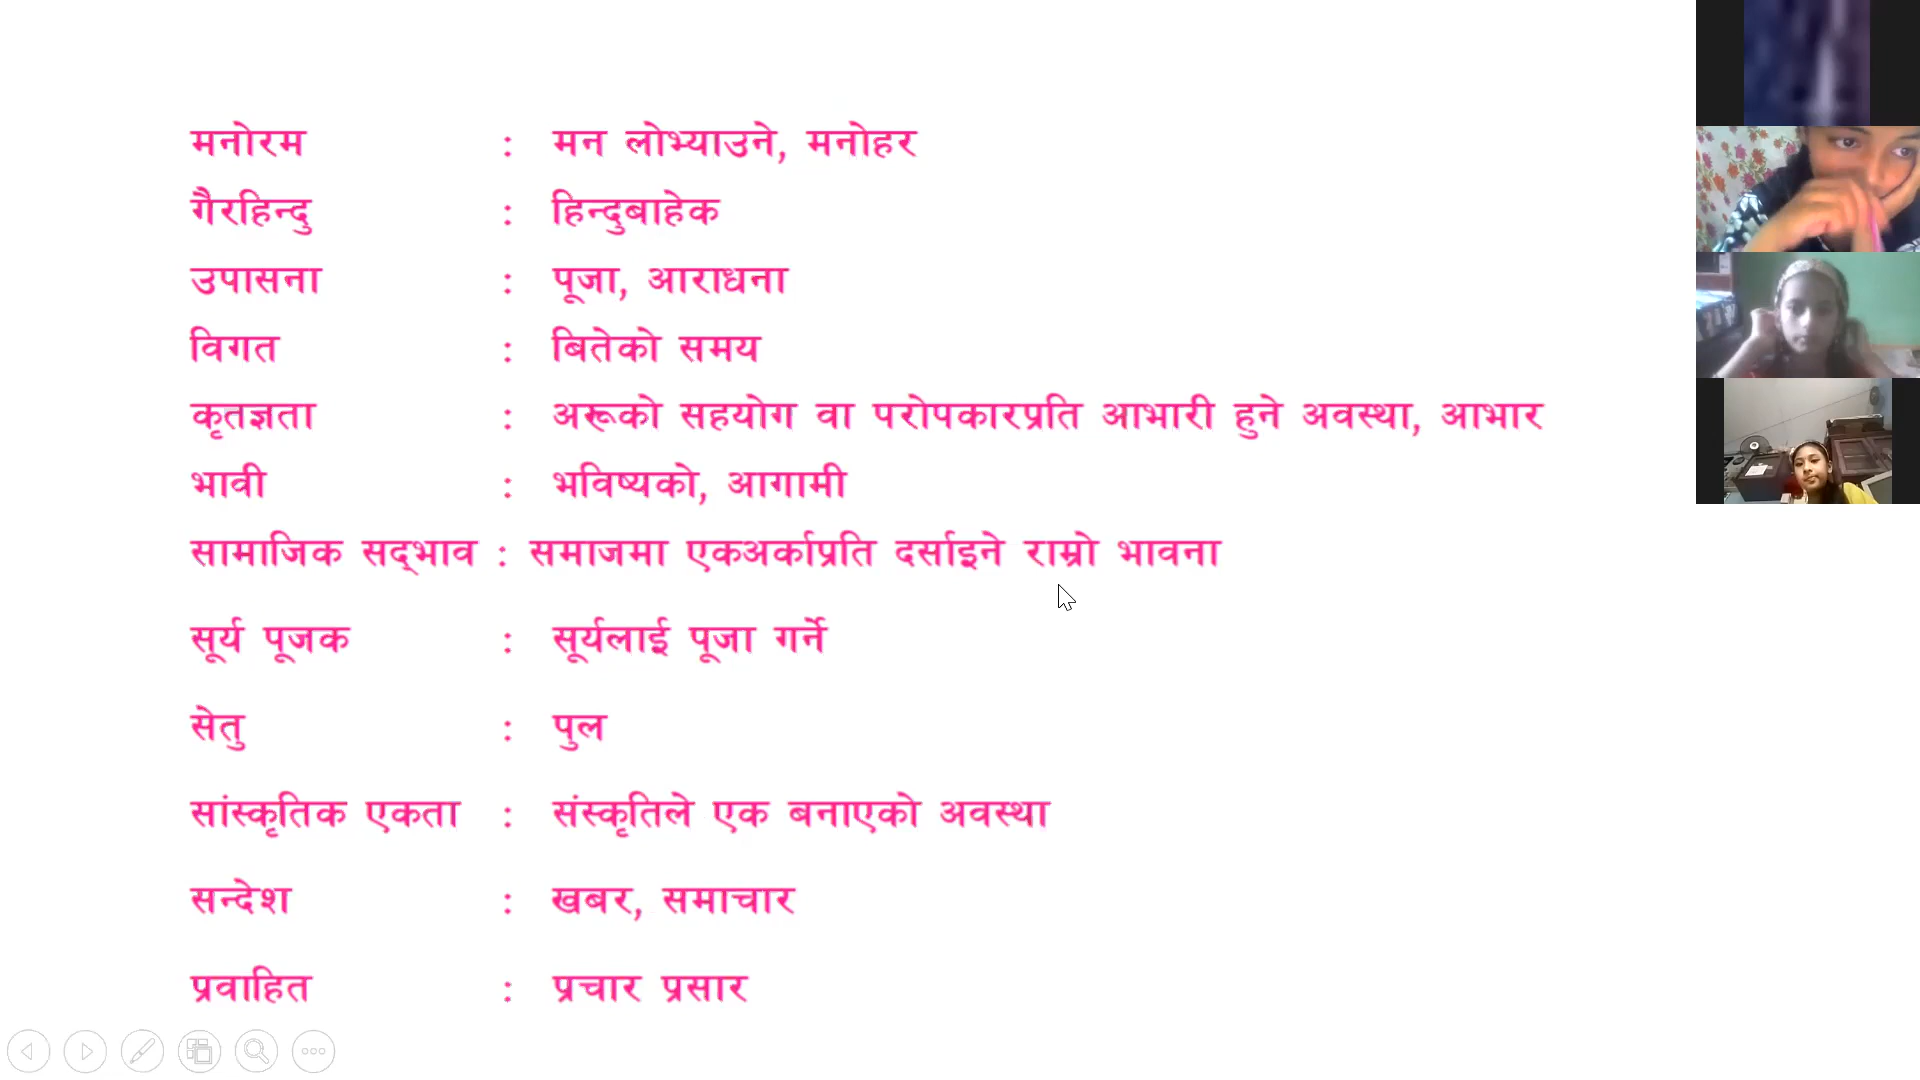 मनोरम : मन लोभ्याउने, मनोहर
गैरहिन्दु : हिन्दुबाहेक
उपासना : पूजा, आराधना
विगत : बितेको समय
कृतज्ञता : अरूको सहयोग वा परोपकारप्रति आभारी हुने अवस्था, आभार
भावी : भविष्यको, आगामी
सामाजिक सद्‌भाव : समाजमा एकअर्काप्रति दर्साइने राम्रो भावना
सूर्य पूजक : सूर्यलाई पूजा गर्ने
सेतु : पुल
सांस्कृतिक एकता : संस्कृतिले एक बनाएको अवस्था
सन्देश : खबर, समाचार
प्रवाहित : प्रचार प्रसार